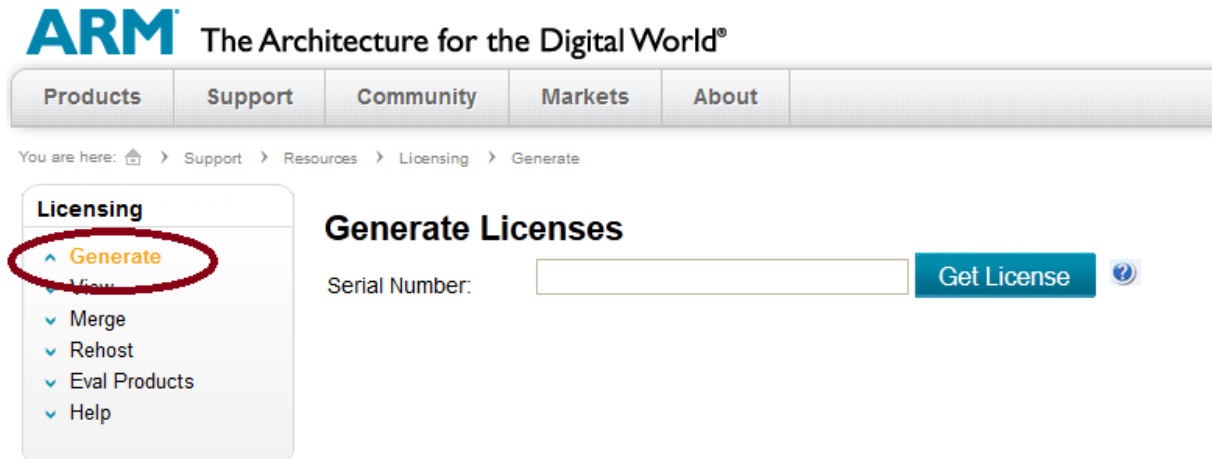 ARM The Architecture for the Digital World®
Products Support Community Markets About
You are here: > Support > Resources > Licensing > Generate
Licensing
Generate
View
Merge
Rehost
Eval Products
Help
Generate Licenses
Serial Number: Get License ?